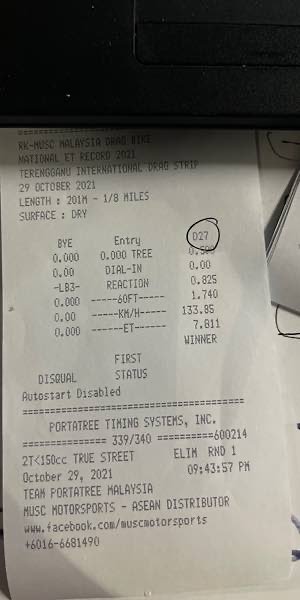 RK-MUSC MALAYSIA DRAG BIKE
NATIONAL ET RECORD 2021
TERENGGANU INTERNATIONAL DRAG STRIP
29 OCTOBER 2021
LENGTH : 201M - 1/8 MILES
SURFACE : DRY
BYE Entry D27
0.000 0.000 TREE 0.500
0.00 DIAL-IN 0.00
-LB3- REACTION 0.825
0.000 -----60FT----- 1.740
0.00 -----KM/H----- 133.85
0.000 ------ET------ 7.811
WINNER
FIRST
DISQUAL STATUS
Autostart Disabled
========================================
PORTATREE TIMING SYSTEMS, INC.
=============== 339/340 ==========600214
2T<150cc TRUE STREET ELIM RND 1
October 29, 2021 09:43:57 PM
TEAM PORTATREE MALAYSIA
MUSC MOTORSPORTS - ASEAN DISTRIBUTOR
www.facebook.com/muscmotorsports
+6016-6681490